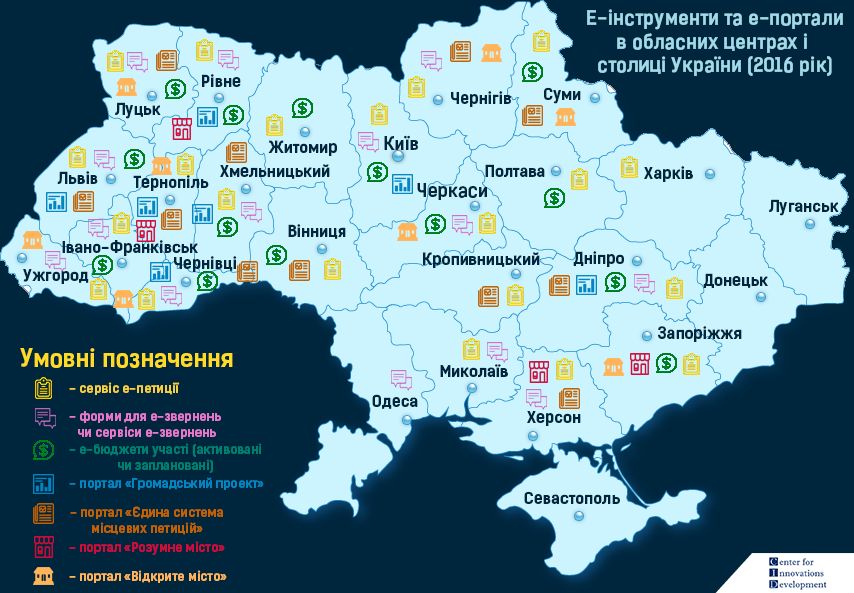 Е-інструменти та е-портали
в обласних центрах і
столиці України (2016 рік)
Рівне
Луцьк
Чернігів
Суми
Житомир
Київ
Львів
Тернопіль
Хмельницький
Полтава
Харків
Черкаси
Луганськ
Вінниця
Івано-Франківськ
Ужгород
Чернівці
Кропивницький
Дніпро
Донецьк
Запоріжжя
Миколаїв
Одеса
Херсон
Севастополь
Умовні позначення
– сервіс е-петиції
– форми для е-звернень
чи сервіси е-звернень
– е-бюджети участі (активовані
чи заплановані)
– портал «Громадський проект»
– портал «Єдина система
місцевих петицій»
– портал «Розумне місто»
– портал «Відкрите місто»
Center for
Innovations
Development